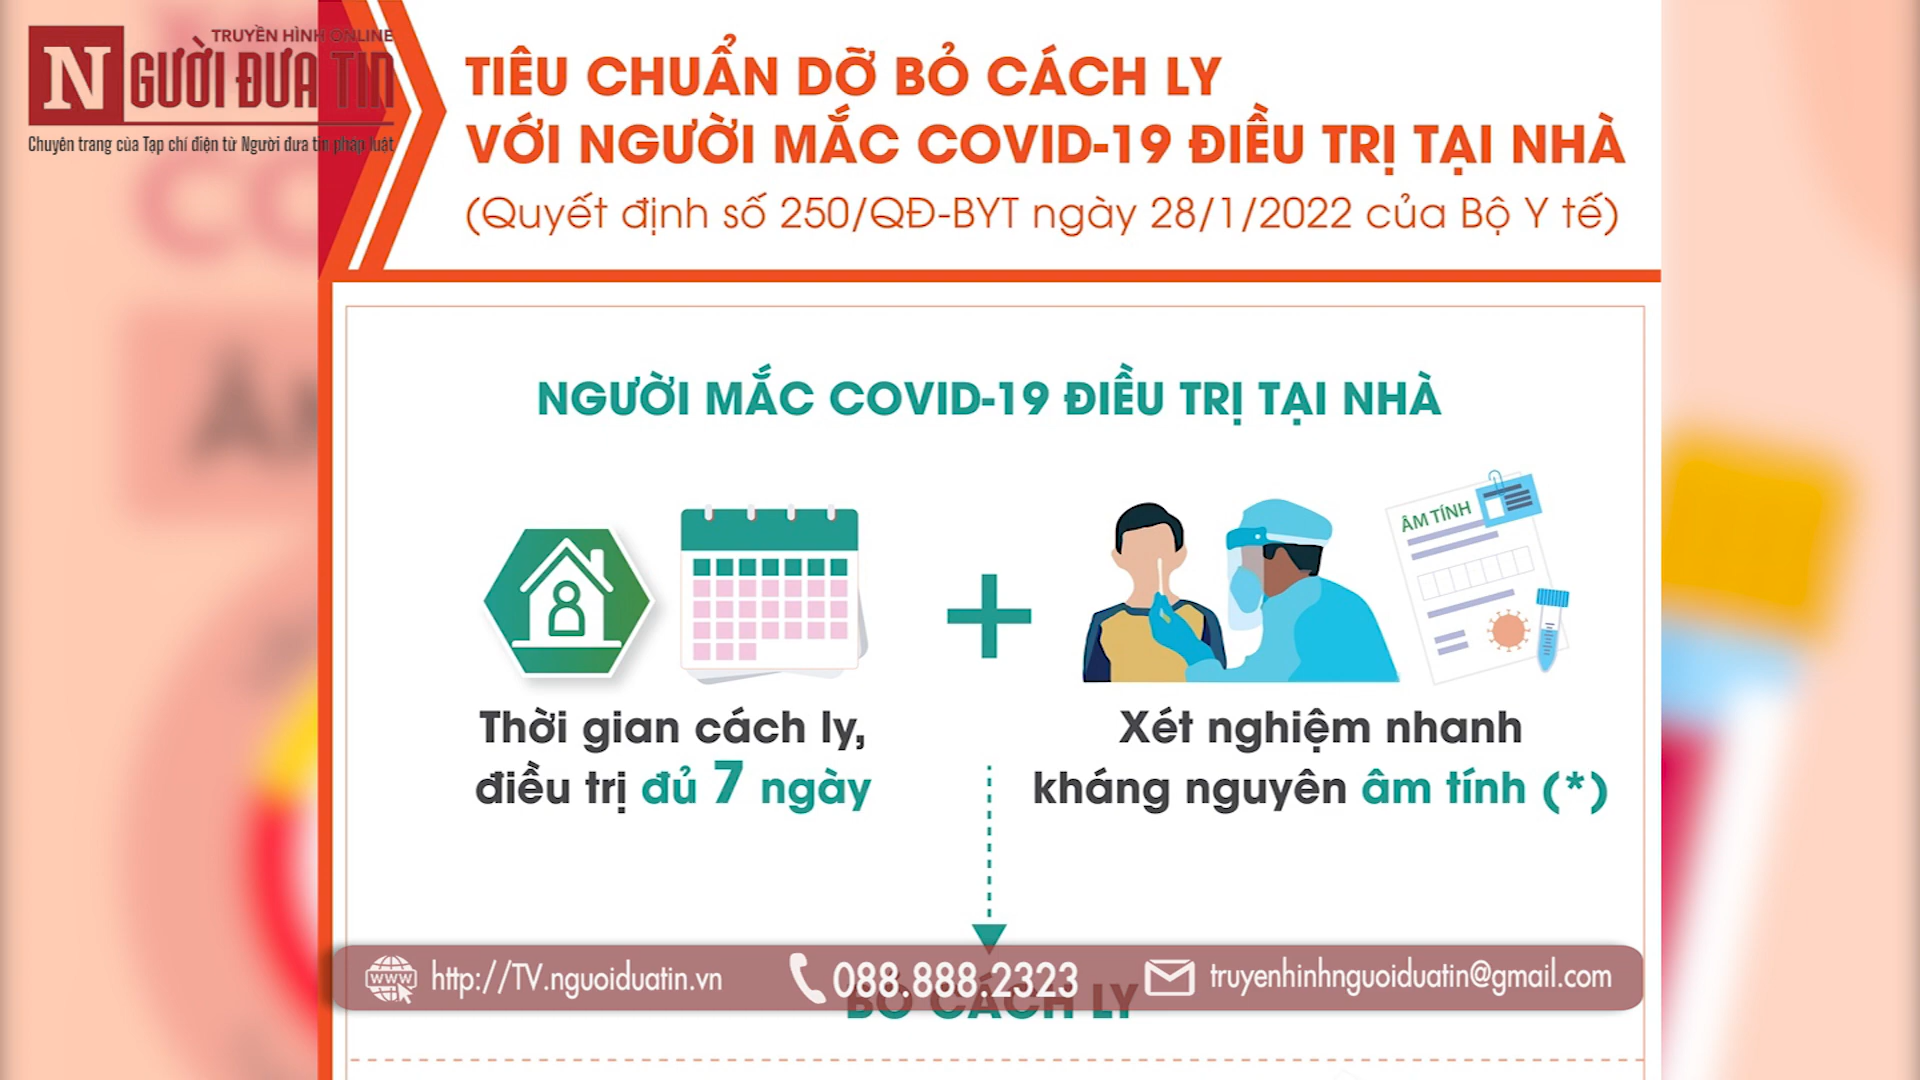 TRUYỀN HÌNH ONLINE
NGƯỜI ĐƯA TIN
Chuyên trang của Tạp chí điện tử Người đưa tin pháp luật
TIÊU CHUẨN DỠ BỎ CÁCH LY
VỚI NGƯỜI MẮC COVID-19 ĐIỀU TRỊ TẠI NHÀ
(Quyết định số 250/QĐ-BYT ngày 28/1/2022 của Bộ Y tế)
NGƯỜI MẮC COVID-19 ĐIỀU TRỊ TẠI NHÀ
ÂM TÍNH
Thời gian cách ly,
điều trị đủ 7 ngày
+
Xét nghiệm nhanh
kháng nguyên âm tính (*)
www
http://TV.nguoiduatin.vn
088.888.2323
truyenhinhnguoiduatin@gmail.com
BỎ CÁCH LY